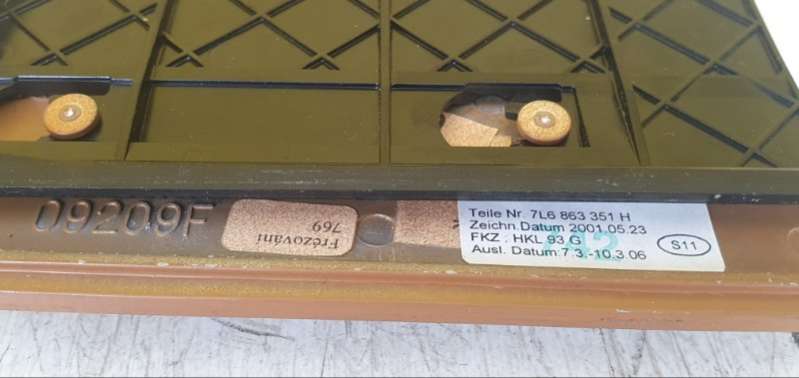 09209F
Frézování
769
Teile Nr. 7L6 863 351 H
Zeichn.Datum 2001.05.23
FKZ : HKL 93 G
Ausl. Datum:7.3.-10.3.06
S11